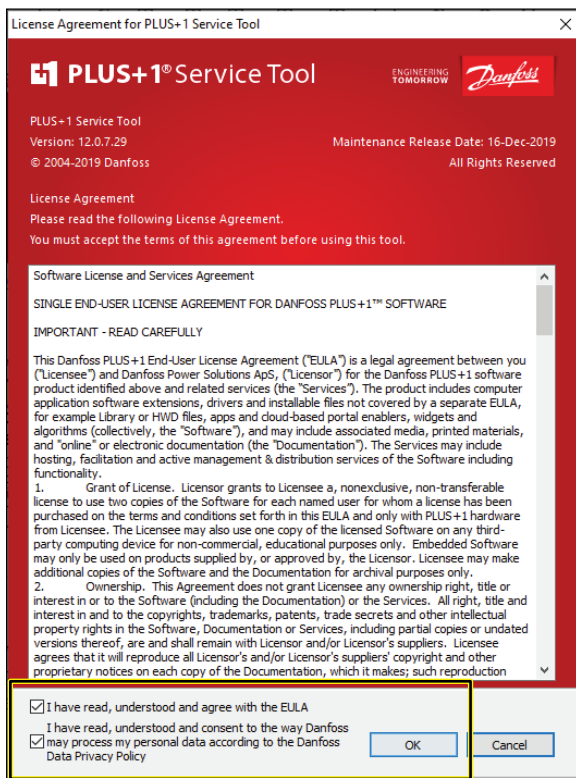 License Agreement for PLUS+1 Service Tool
PLUS+1® Service Tool
ENGINEERING
TOMORROW
Danfoss
PLUS+1 Service Tool
Version: 12.0.7.29
Maintenance Release Date: 16-Dec-2019
© 2004-2019 Danfoss
All Rights Reserved
License Agreement
Please read the following License Agreement.
You must accept the terms of this agreement before using this tool.
Software License and Services Agreement
SINGLE END-USER LICENSE AGREEMENT FOR DANFOSS PLUS+1™ SOFTWARE
IMPORTANT - READ CAREFULLY
This Danfoss PLUS+1 End-User License Agreement ("EULA") is a legal agreement between you
("Licensee") and Danfoss Power Solutions ApS, ("Licensor") for the Danfoss PLUS+1 software
product identified above and related services (the "Services"). The product includes computer
application software extensions, drivers and installable files not covered by a separate EULA,
for example Library or HWD files, apps and cloud-based portal enablers, widgets and
algorithms (collectively, the "Software"), and may include associated media, printed materials,
and "online" or electronic documentation (the "Documentation"). The Services may include
hosting, facilitation and active management & distribution services of the Software including
functionality.
1. Grant of License. Licensor grants to Licensee a, nonexclusive, non-transferable
license to use two copies of the Software for each named user for whom a license has been
purchased on the terms and conditions set forth in this EULA and only with PLUS+1 hardware
from Licensee. The Licensee may also use one copy of the licensed Software on any third-
party computing device for non-commercial, educational purposes only. Embedded Software
may only be used on products supplied by, or approved by, the Licensor. Licensee may make
additional copies of the Software and the Documentation for archival purposes only.
2. Ownership. This Agreement does not grant Licensee any ownership right, title or
interest in or to the Software (including the Documentation) or the Services. All right, title and
interest in and to the copyrights, trademarks, patents, trade secrets and other intellectual
property rights in the Software, Documentation or Services, including partial copies or undated
versions thereof, are and shall remain with Licensor and/or Licensor's suppliers. Licensee
agrees that it will reproduce all Licensor's and/or Licensor's suppliers' copyright and other
proprietary notices on each copy of the Documentation, which it makes; such reproduction
I have read, understood and agree with the EULA
I have read, understood and consent to the way Danfoss
may process my personal data according to the Danfoss
Data Privacy Policy
OK
Cancel